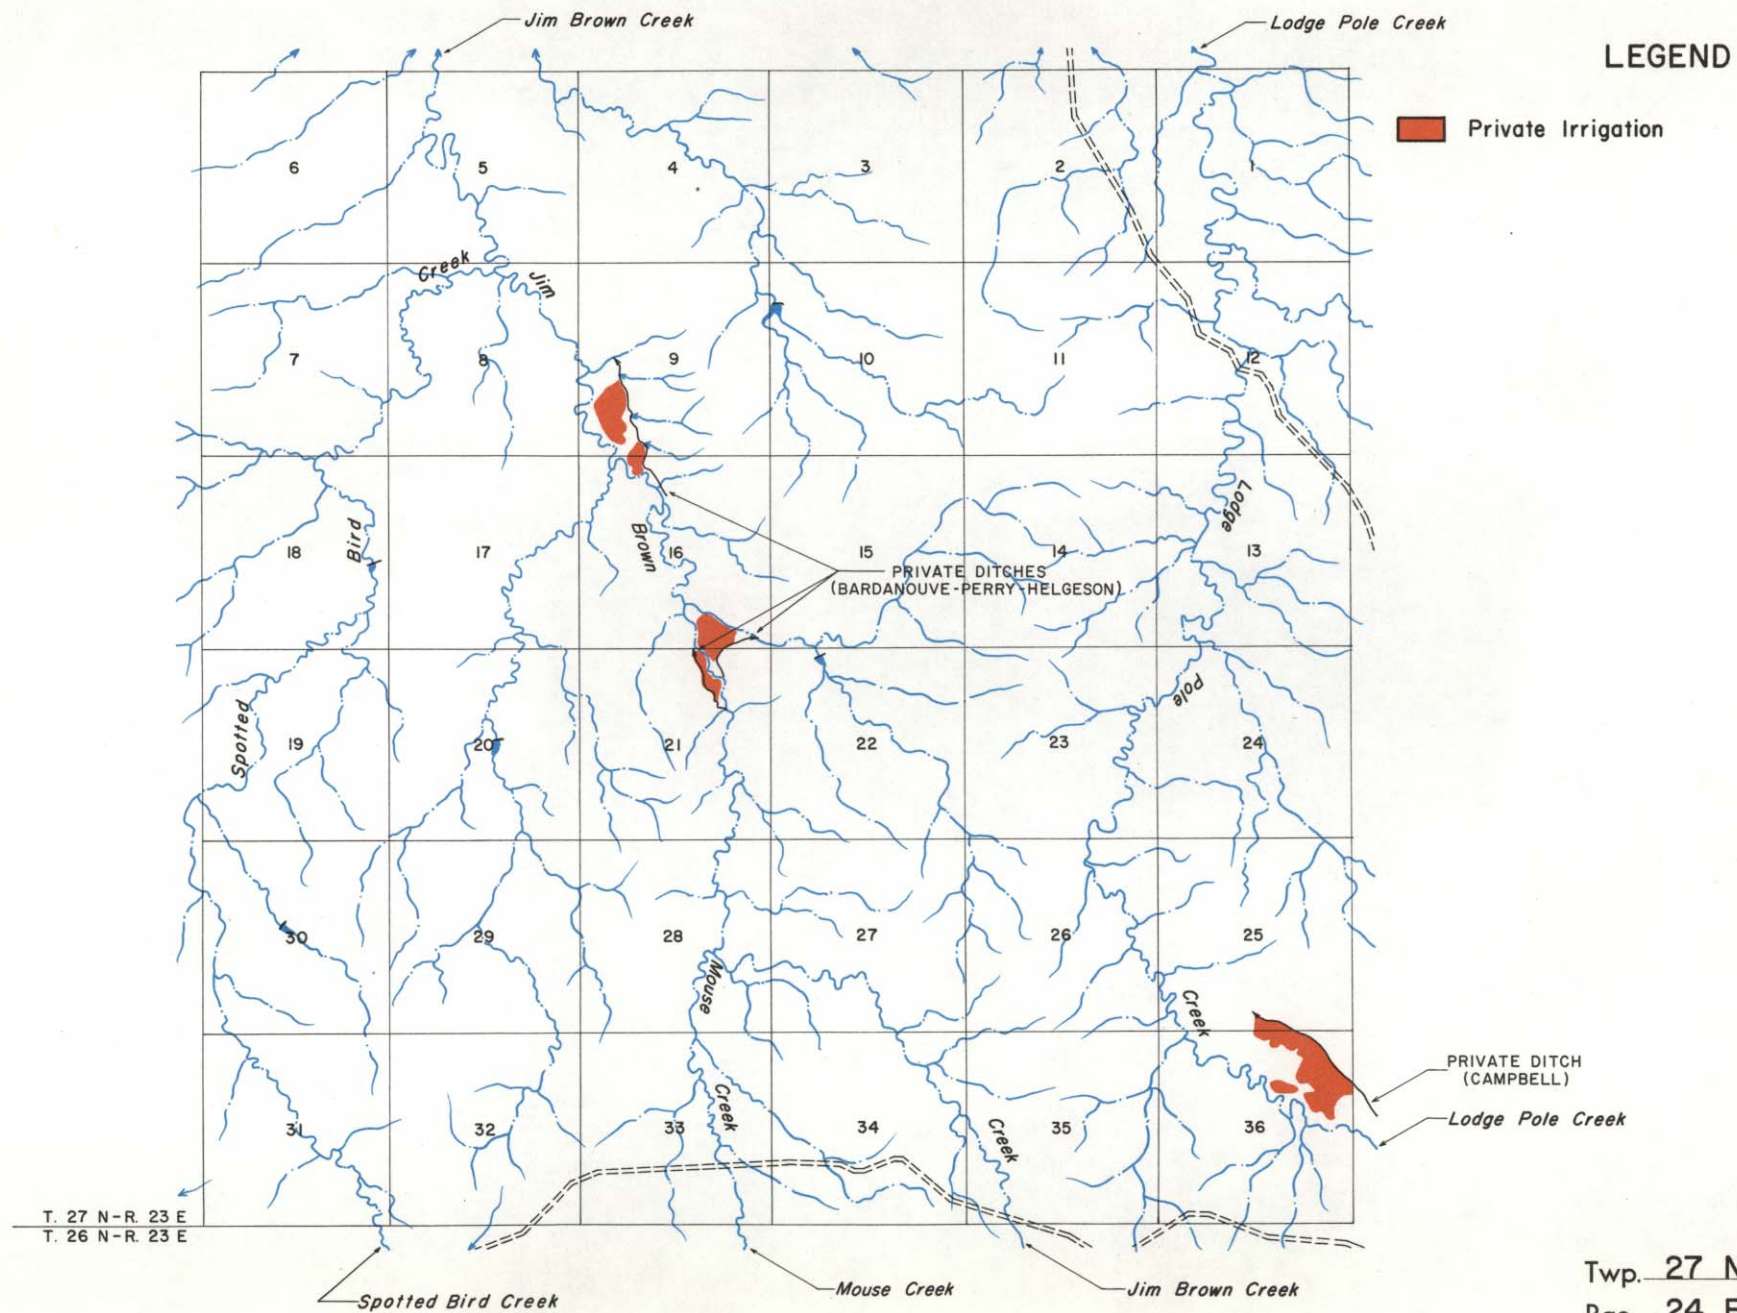 Jim Brown Creek
Lodge Pole Creek
LEGEND
Private Irrigation
6 5 4 3 2 1
Creek
Jim
7 8 9 10 11 12
Lodge
Bird
Brown
18 17 16 15 14 13
PRIVATE DITCHES
(BARDANOUVE-PERRY-HELGESON)
Pole
Spotted
19 20 21 22 23 24
30 29 28 27 26 25
Mouse
Creek
PRIVATE DITCH
(CAMPBELL)
Creek
Lodge Pole Creek
31 32 33 34 35 36
Creek
T. 27 N-R. 23 E
T. 26 N-R. 23 E
Twp. 27 N
Spotted Bird Creek
Mouse Creek
Jim Brown Creek
24